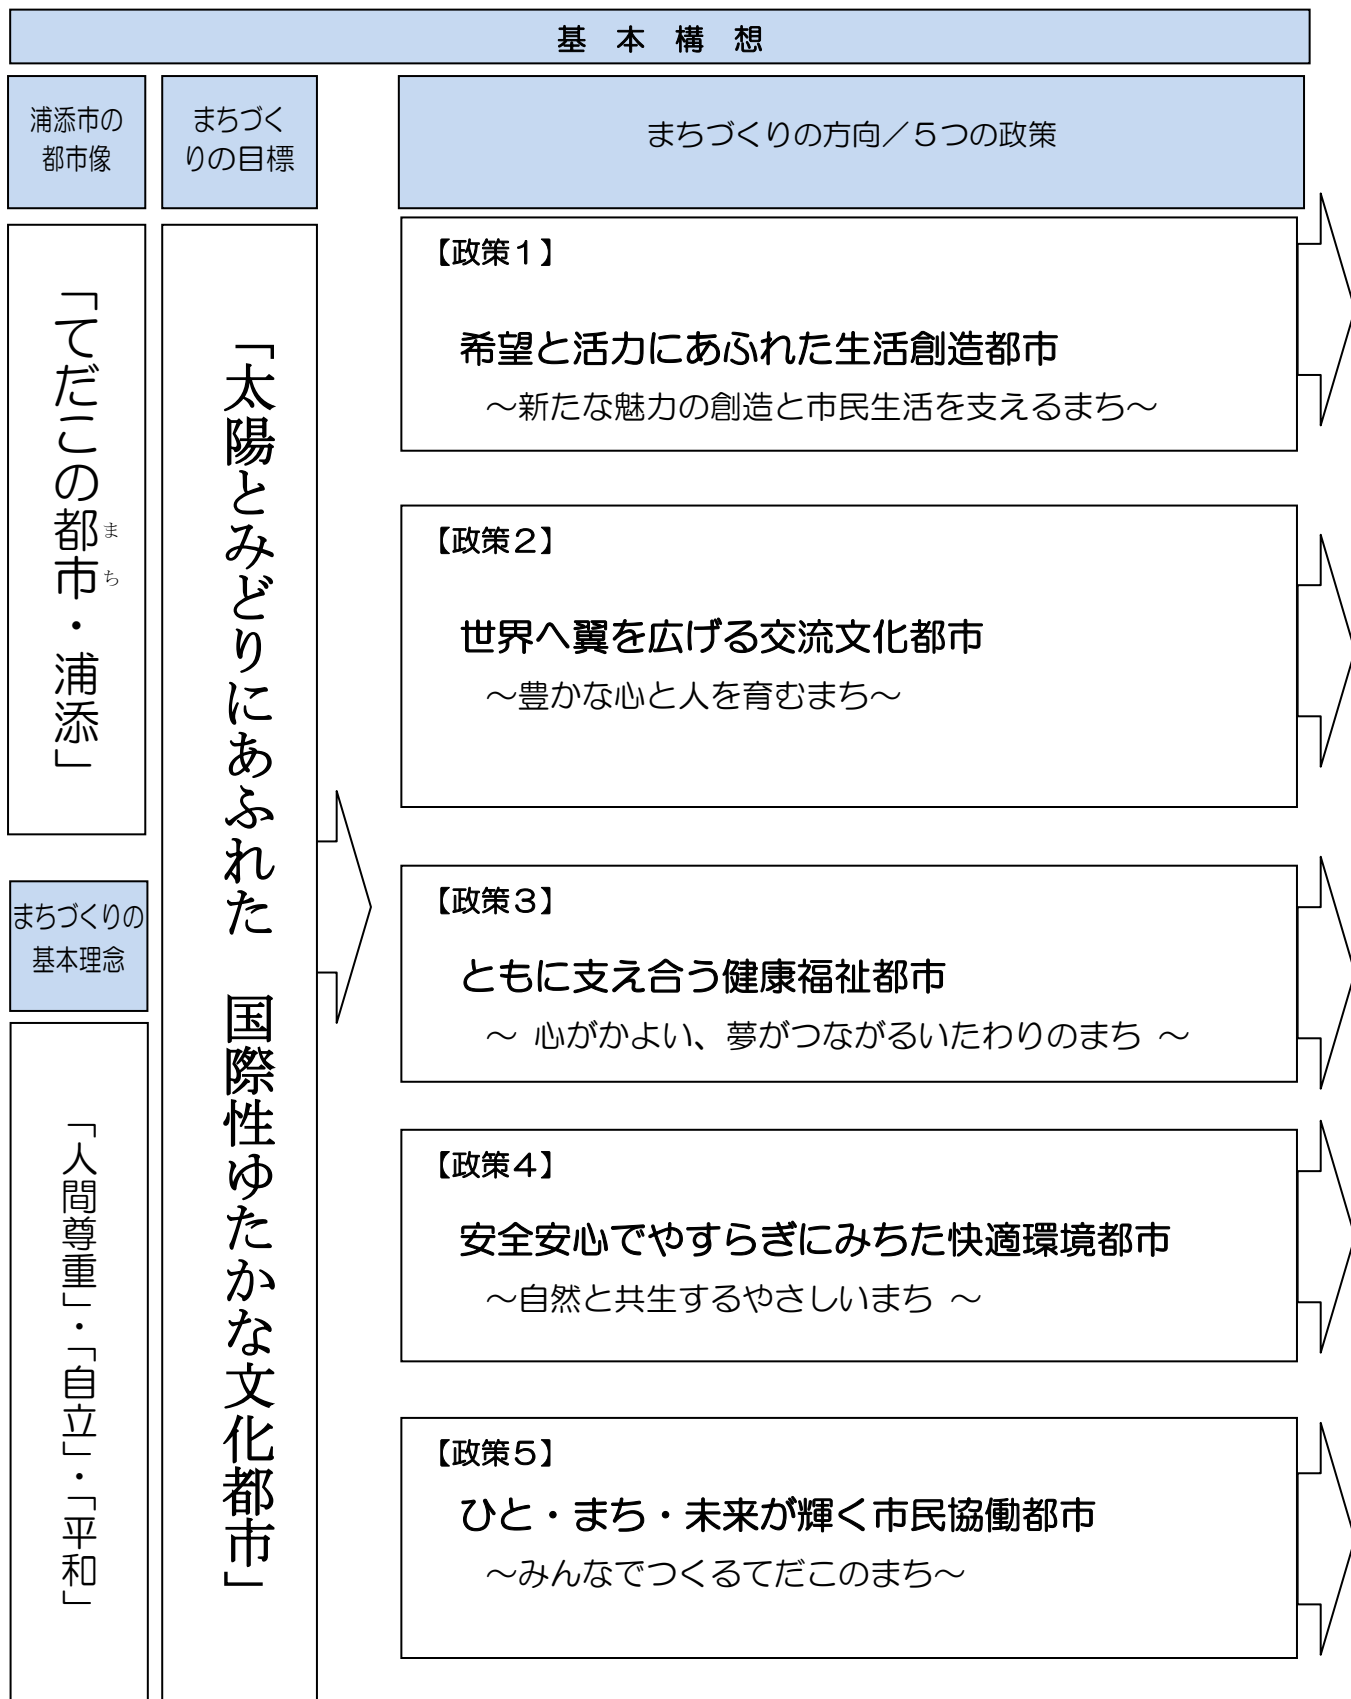 基本構想
浦添市の
都市像
まちづく
りの目標
まちづくりの方向／５つの政策
「てだこの都市・浦添」
まち
まちづくりの
基本理念
「人間尊重」・「自立」・「平和」
「太陽とみどりにあふれた　国際性ゆたかな文化都市」
【政策１】
希望と活力にあふれた生活創造都市
～新たな魅力の創造と市民生活を支えるまち～
【政策２】
世界へ翼を広げる交流文化都市
～豊かな心と人を育むまち～
【政策３】
ともに支え合う健康福祉都市
～ 心がかよい、夢がつながるいたわりのまち ～
【政策４】
安全安心でやすらぎにみちた快適環境都市
～自然と共生するやさしいまち ～
【政策５】
ひと・まち・未来が輝く市民協働都市
～みんなでつくるてだこのまち～